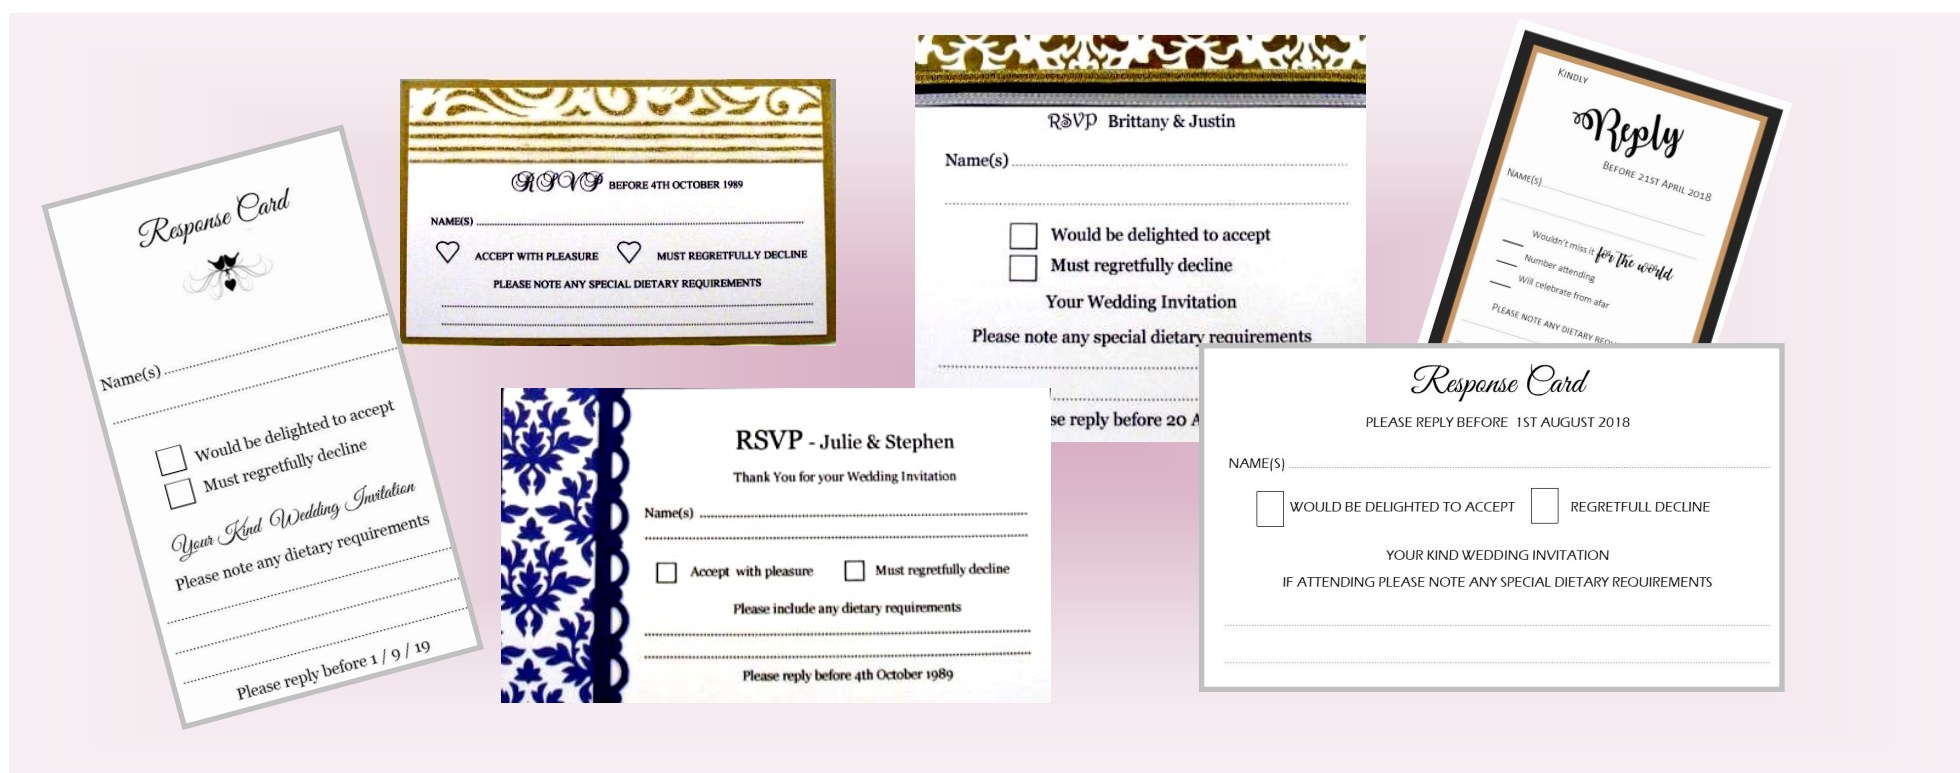 Response Card
Name(s)
Would be delighted to accept
Must regretfully decline
Your Kind Wedding Invitation
Please note any dietary requirements
Please reply before 1 / 9 / 19
RSVP BEFORE 4TH OCTOBER 1989
NAME(S)
ACCEPT WITH PLEASURE MUST REGRETFULLY DECLINE
PLEASE NOTE ANY SPECIAL DIETARY REQUIREMENTS
RSVP - Julie & Stephen
Thank You for your Wedding Invitation
Name(s)
Accept with pleasure Must regretfully decline
Please include any dietary requirements
Please reply before 4th October 1989
RSVP Brittany & Justin
Name(s)
Would be delighted to accept
Must regretfully decline
Your Wedding Invitation
Please note any special dietary requirements
reply before 20
KINDLY
Reply
BEFORE 21ST APRIL 2018
NAME(S)
Wouldn't miss it for the world
Number attending
Will celebrate from afar
PLEASE NOTE ANY DIETARY
Response Card
PLEASE REPLY BEFORE 1ST AUGUST 2018
NAME(S)
WOULD BE DELIGHTED TO ACCEPT REGRETFULL DECLINE
YOUR KIND WEDDING INVITATION
IF ATTENDING PLEASE NOTE ANY SPECIAL DIETARY REQUIREMENTS